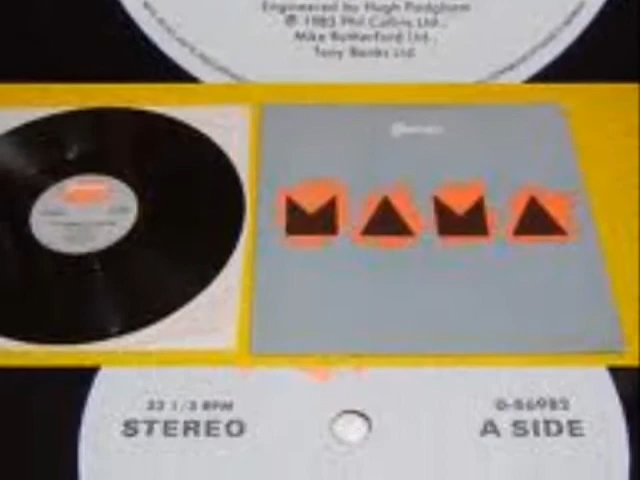 Engineered by Hugh Padgham
℗ 1983 Phil Collins Ltd.,
Mike Rutherford Ltd.,
Tony Banks Ltd.
Genesis
MAMA
33 1/3 RPM
0-86982
STEREO
A SIDE